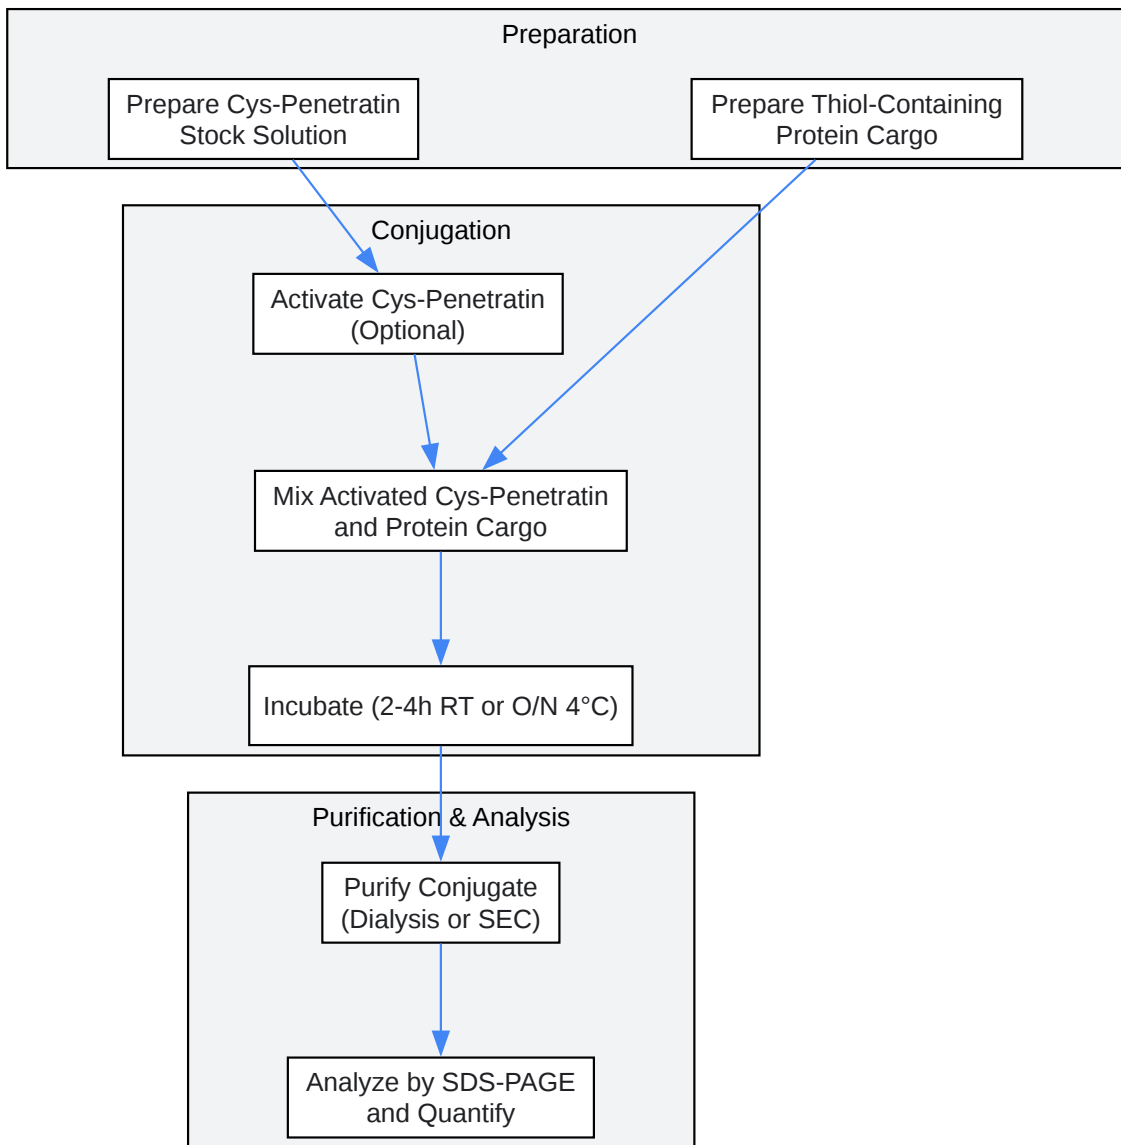 Preparation
Prepare Cys-Penetratin
Stock Solution
Prepare Thiol-Containing
Protein Cargo
Conjugation
Activate Cys-Penetratin
(Optional)
Mix Activated Cys-Penetratin
and Protein Cargo
Incubate (2-4h RT or O/N 4°C)
Purification & Analysis
Purify Conjugate
(Dialysis or SEC)
Analyze by SDS-PAGE
and Quantify